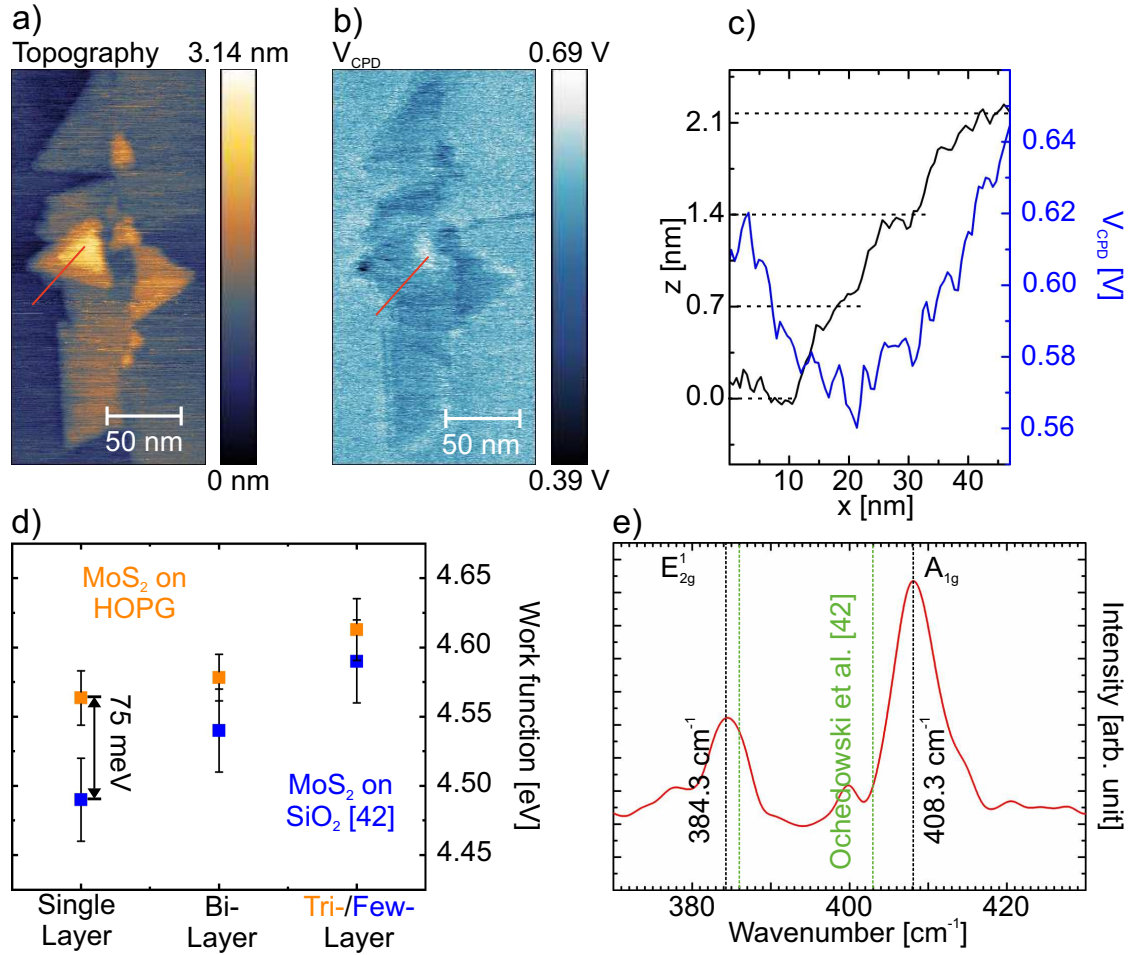 a)
Topography 3.14 nm
50 nm
0 nm
b)
V_CPD 0.69 V
50 nm
0.39 V
c)
2.1
1.4
0.7
0.0
z [nm]
0.64
0.62
0.60
0.58
0.56
V_CPD [V]
10 20 30 40
x [nm]
d)
MoS₂ on
HOPG
75 meV
MoS₂ on
SiO₂ [42]
4.65
4.60
4.55
4.50
4.45
Work function [eV]
Single
Layer
Bi-
Layer
Tri-/Few-
Layer
e)
E¹₂g
A₁g
384.3 cm⁻¹
Ochedowski et al. [42]
408.3 cm⁻¹
Intensity [arb. unit]
380 400 420
Wavenumber [cm⁻¹]